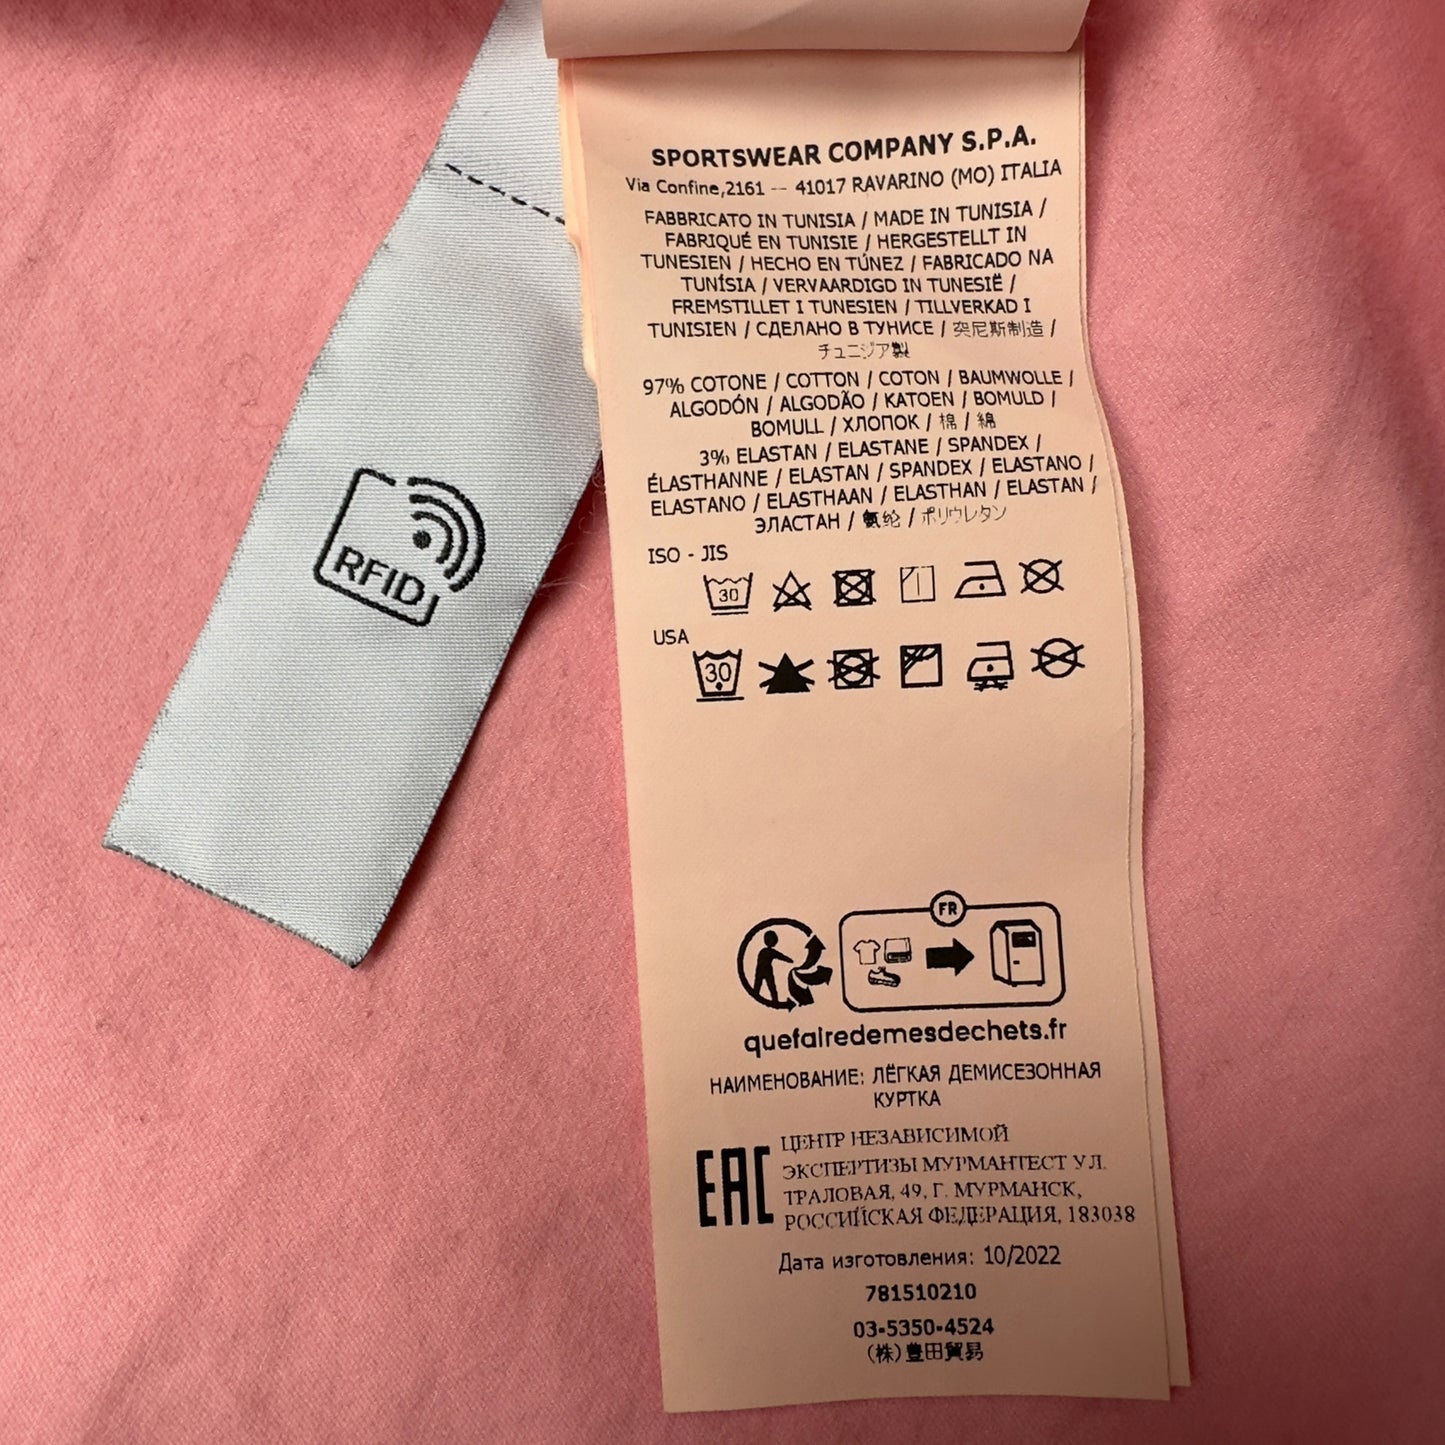 SPORTSWEAR COMPANY S.P.A.
Via Confine,2161 -- 41017 RAVARINO (MO) ITALIA
FABBRICATO IN TUNISIA / MADE IN TUNISIA /
FABRIQUÉ EN TUNISIE / HERGESTELLT IN
TUNESIEN / HECHO EN TÚNEZ / FABRICADO NA
TUNÍSIA / VERVAARDIGD IN TUNESIË /
FREMSTILLET I TUNESIEN / TILLVERKAD I
TUNISIEN / СДЕЛАНО В ТУНИСЕ / 突尼斯制造 /
チュニジア製
97% COTONE / COTTON / COTON / BAUMWOLLE /
ALGODÓN / ALGODÃO / KATOEN / BOMULD /
BOMULL / ХЛОПОК / 棉 / 綿
3% ELASTAN / ELASTANE / SPANDEX /
ÉLASTHANNE / ELASTAN / SPANDEX / ELASTANO /
ELASTANO / ELASTHAAN / ELASTHAN / ELASTAN /
ЭЛАСТАН / 氨纶 / ポリウレタン
ISO - JIS
30
USA
30
RFID
FR
quefairedemesdechets.fr
НАИМЕНОВАНИЕ: ЛЁГКАЯ ДЕМИСЕЗОННАЯ
КУРТКА
EAC
ЦЕНТР НЕЗАВИСИМОЙ
ЭКСПЕРТИЗЫ МУРМАНТЕСТ УЛ.
ТРАЛОВАЯ, 49, Г. МУРМАНСК,
РОССИЙСКАЯ ФЕДЕРАЦИЯ, 183038
Дата изготовления: 10/2022
781510210
03-5350-4524
(株)豊田貿易